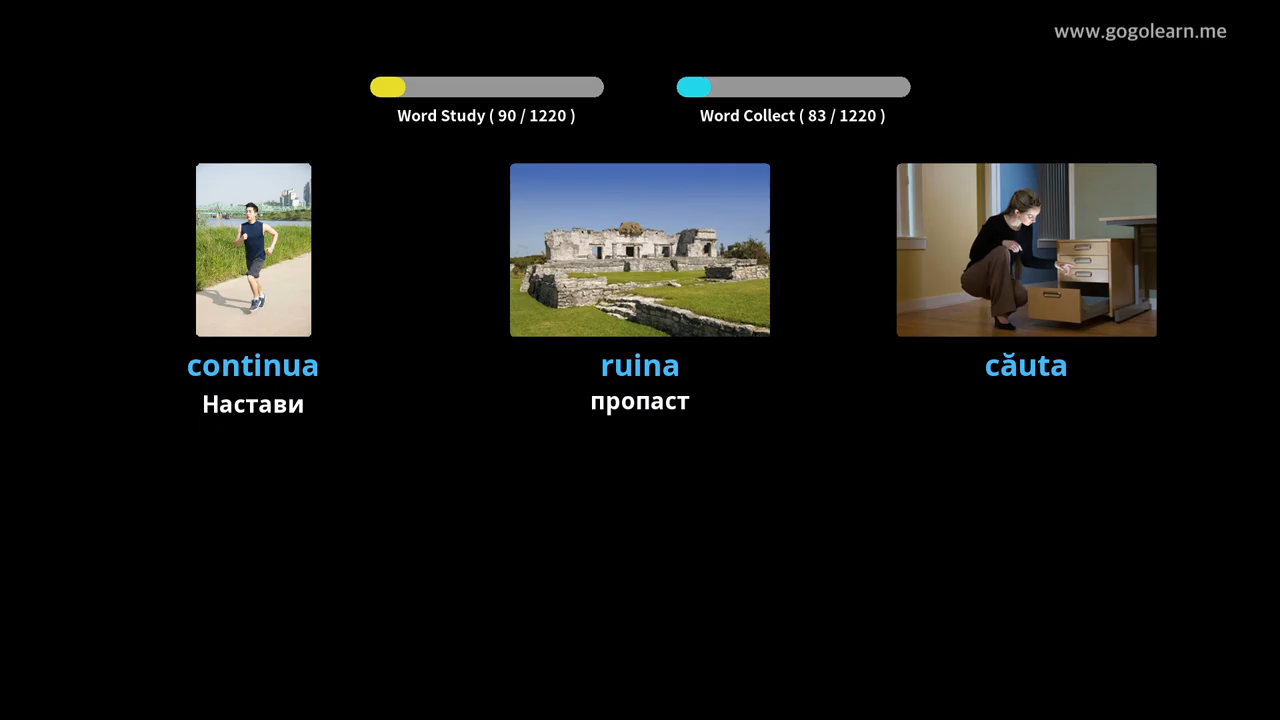 www.gogolearn.me
Word Study ( 90 / 1220 )
Word Collect ( 83 / 1220 )
continua
ruina
căuta
Настави
пропаст